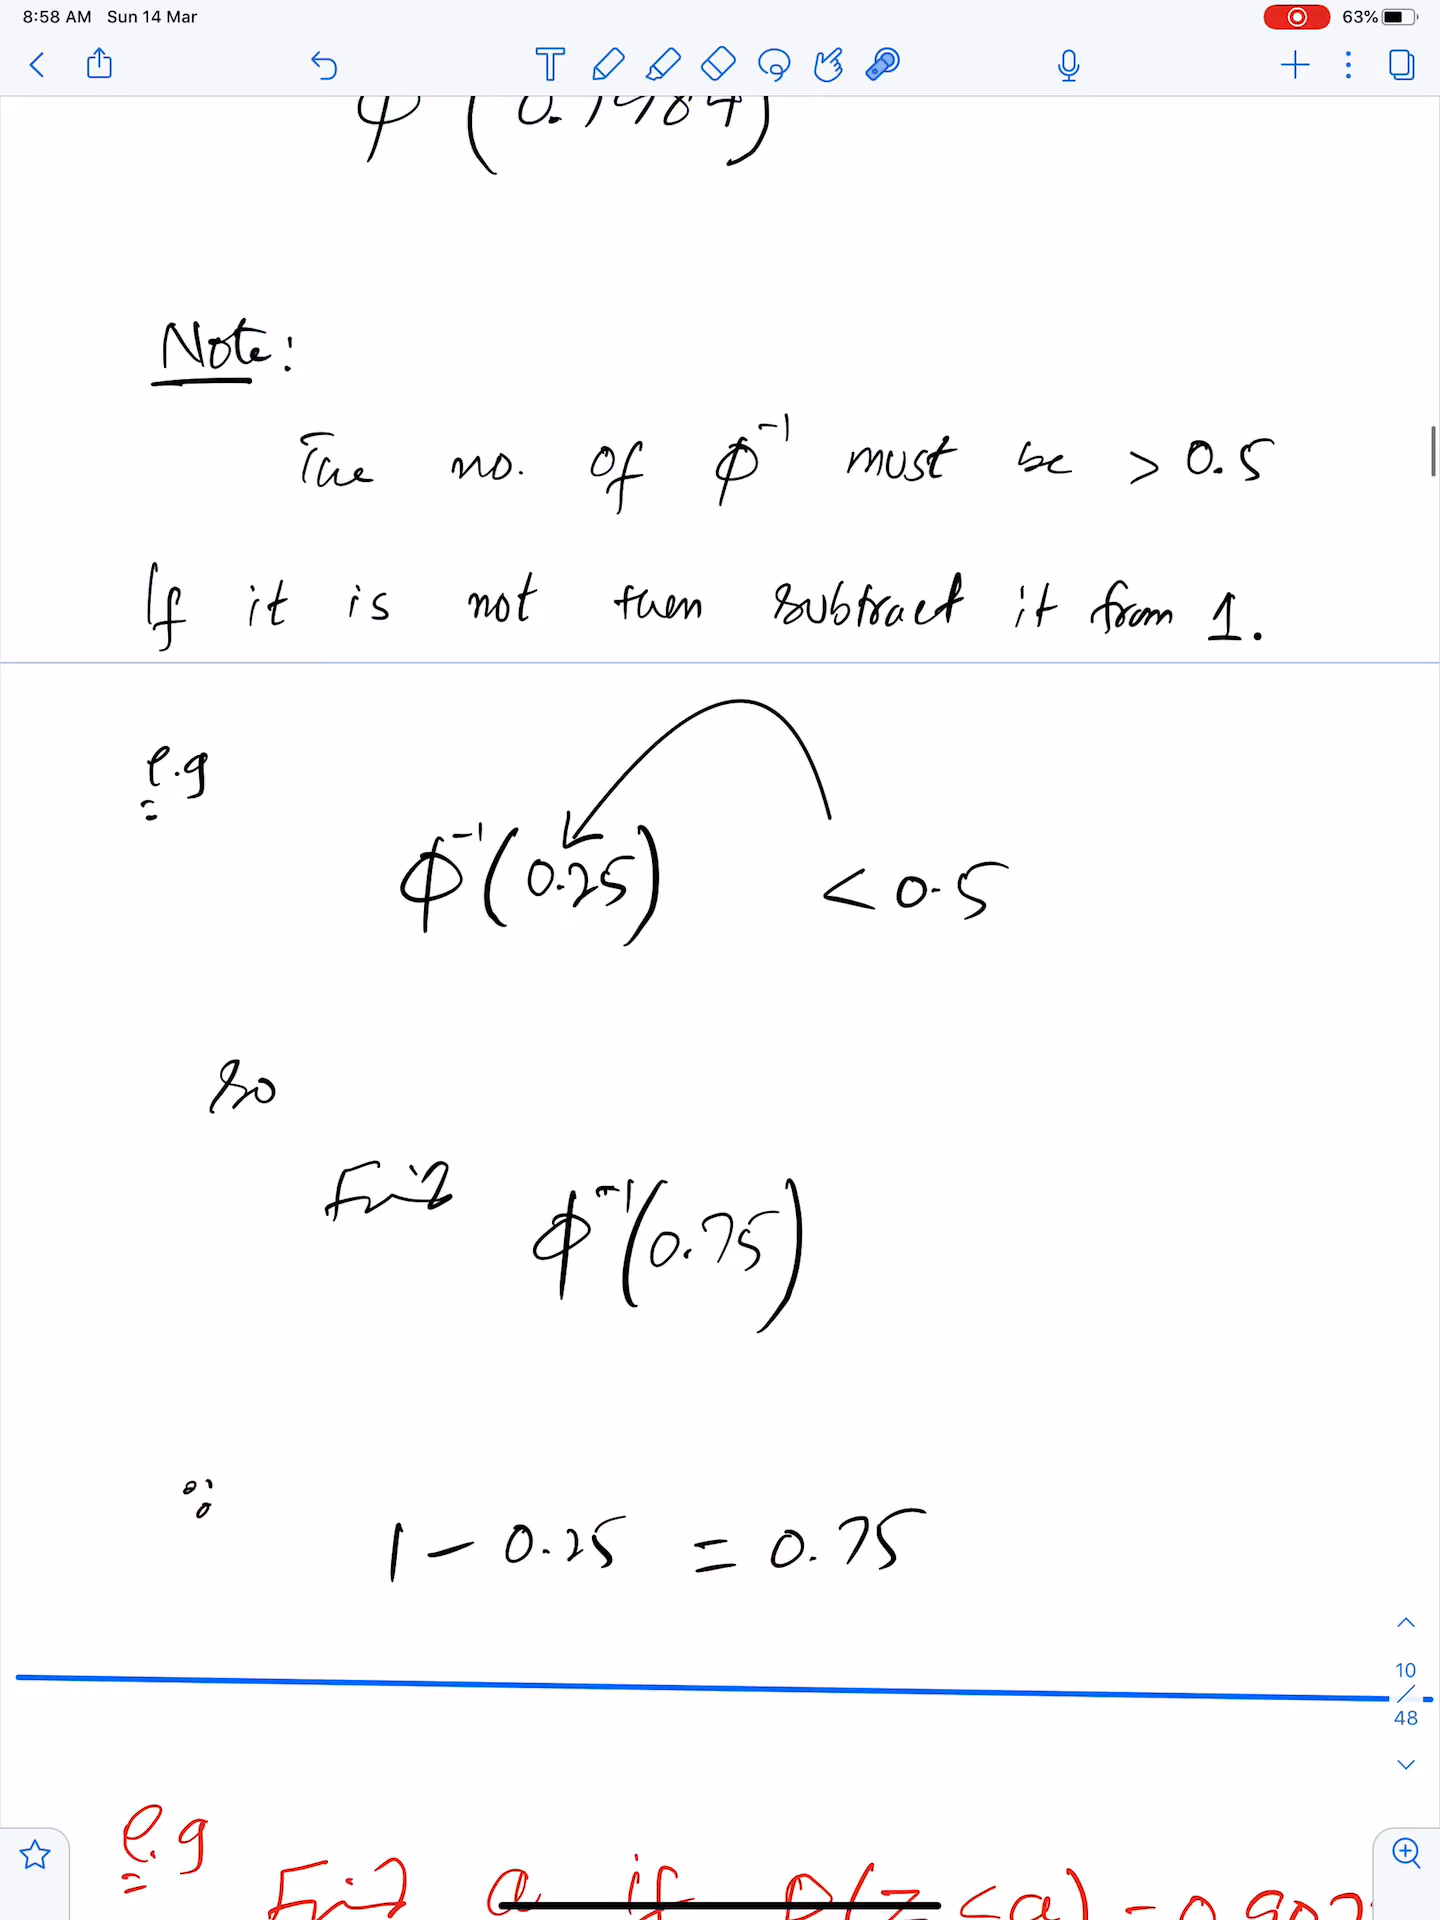 8:58 AM Sun 14 Mar 63%
Note:
The no. of ϕ⁻¹ must be > 0.5
If it is not then subtract it from 1.
e.g
ϕ⁻¹(0.25) < 0.5
so
Find ϕ⁻¹(0.75)
∵ 1 − 0.25 = 0.75
10
/
48
e.g
Find a if P(Z < a) =